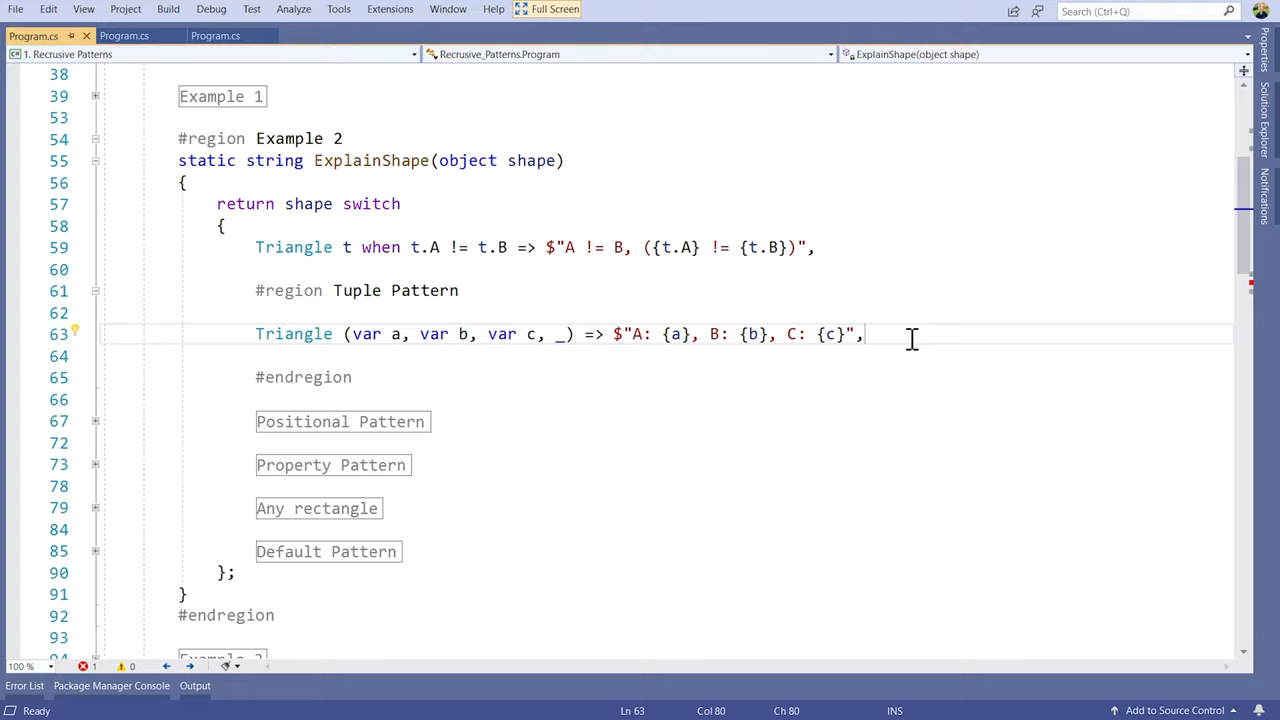 File Edit View Project Build Debug Test Analyze Tools Extensions Window Help Full Screen Search (Ctrl+Q)
Program.cs Program.cs Program.cs
C# 1. Recrusive Patterns Recrusive_Patterns.Program ExplainShape(object shape)
38
39 Example 1
53
54 #region Example 2
55 static string ExplainShape(object shape)
56 {
57 return shape switch
58 {
59 Triangle t when t.A != t.B => $"A != B, ({t.A} != {t.B})",
60
61 #region Tuple Pattern
62
63 Triangle (var a, var b, var c, _) => $"A: {a}, B: {b}, C: {c}",
64
65 #endregion
66
67 Positional Pattern
72
73 Property Pattern
78
79 Any rectangle
84
85 Default Pattern
90 };
91 }
92 #endregion
93
Properties
Solution Explorer
Notifications
100 % 1 0
Error List Package Manager Console Output
Ready Ln 63 Col 80 Ch 80 INS Add to Source Control